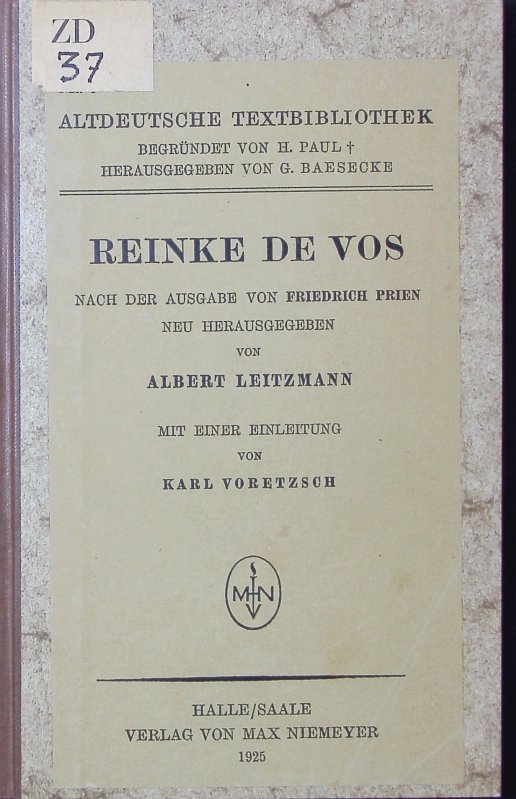 ZD
37
ALTDEUTSCHE TEXTBIBLIOTHEK
BEGRÜNDET VON H. PAUL †
HERAUSGEGEBEN VON G. BAESECKE
REINKE DE VOS
NACH DER AUSGABE VON FRIEDRICH PRIEN
NEU HERAUSGEGEBEN
VON
ALBERT LEITZMANN
MIT EINER EINLEITUNG
VON
KARL VORETZSCH
MN
HALLE/SAALE
VERLAG VON MAX NIEMEYER
1925